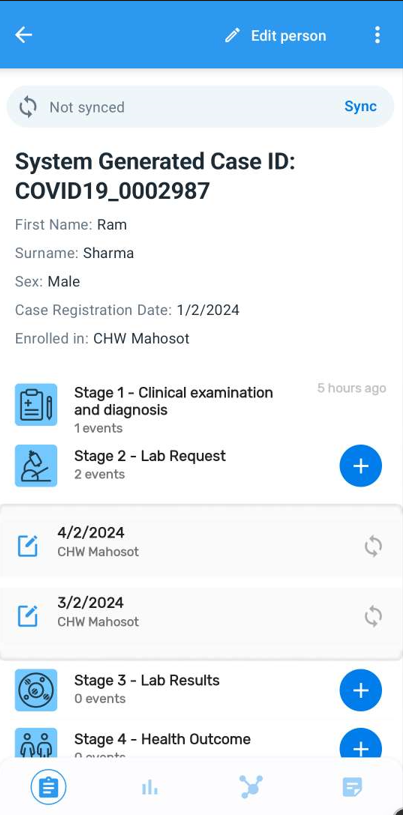 Edit person
Not synced
Sync
System Generated Case ID:
COVID19_0002987
First Name: Ram
Surname: Sharma
Sex: Male
Case Registration Date: 1/2/2024
Enrolled in: CHW Mahosot
Stage 1 - Clinical examination
and diagnosis
5 hours ago
1 events
Stage 2 - Lab Request
2 events
4/2/2024
CHW Mahosot
3/2/2024
CHW Mahosot
Stage 3 - Lab Results
0 events
Stage 4 - Health Outcome
0 events